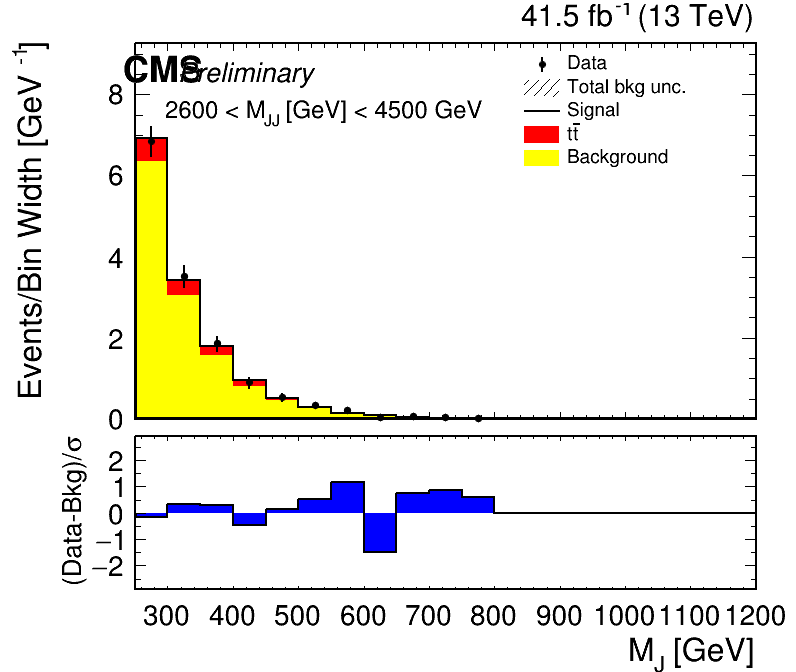 41.5 fb-1 (13 TeV)
CMS Preliminary
2600 < MJJ [GeV] < 4500 GeV
Data
Total bkg unc.
Signal
tt̄
Background
Events/Bin Width [GeV-1]
8
6
4
2
0
(Data-Bkg)/σ
2
1
0
−1
−2
300 400 500 600 700 800 900 1000 1100 1200
MJ [GeV]